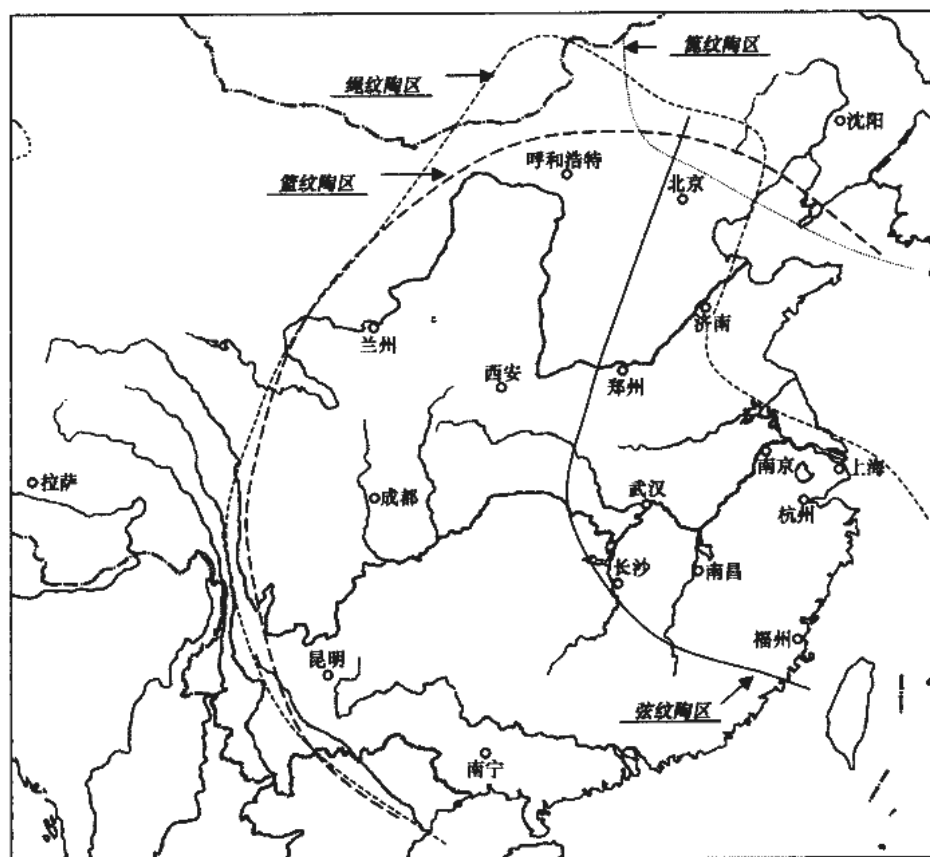 篦纹陶区
绳纹陶区
沈阳
呼和浩特
篮纹陶区
北京
济南
兰州
西安
郑州
南京
上海
拉萨
成都
武汉
杭州
长沙
南昌
福州
昆明
弦纹陶区
南宁